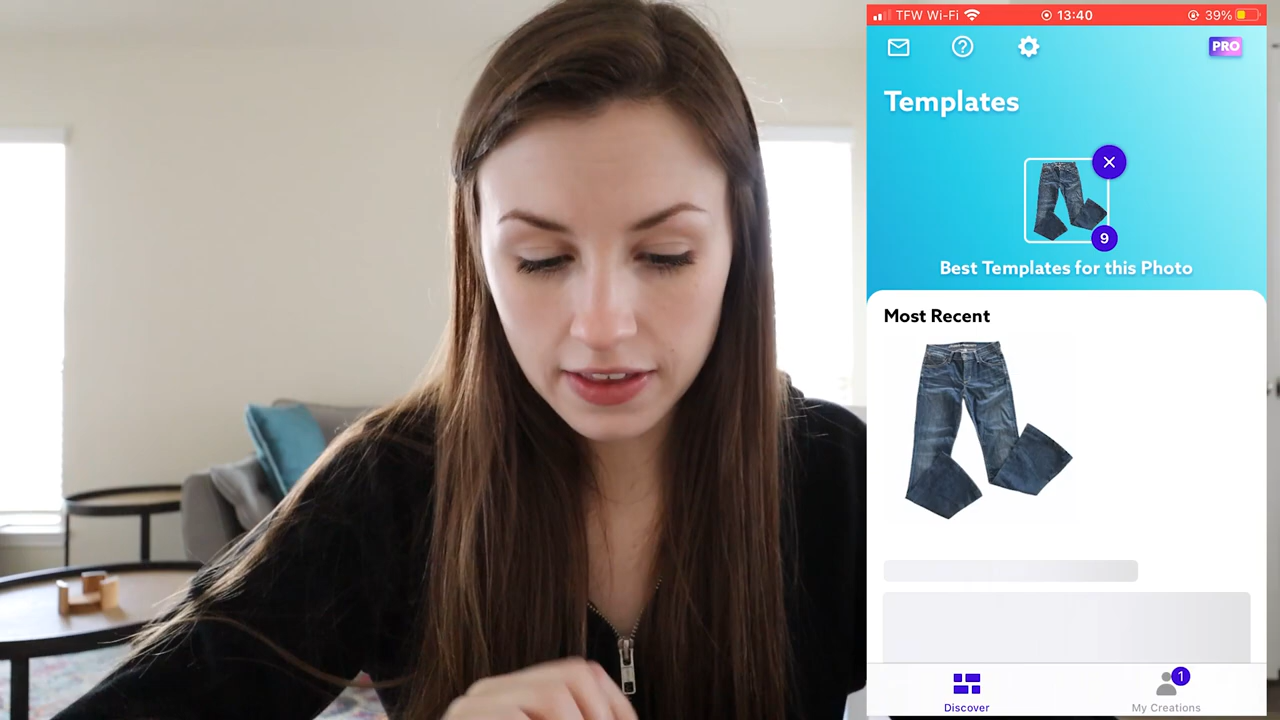 TFW Wi-Fi 13:40 39%
PRO
Templates
9
Best Templates for this Photo
Most Recent
1
Discover My Creations